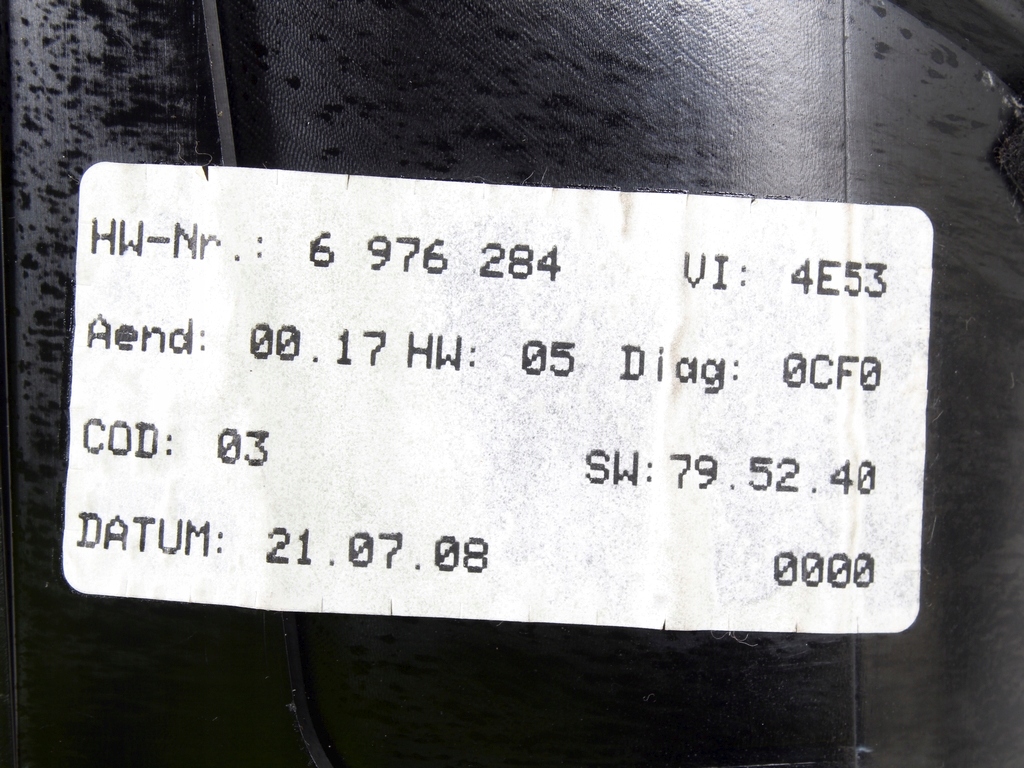 HW-Nr.: 6 976 284 VI: 4E53
Aend: 00.17 HW: 05 Diag: 0CF0
COD: 03 SW: 79.52.40
DATUM: 21.07.08 0000